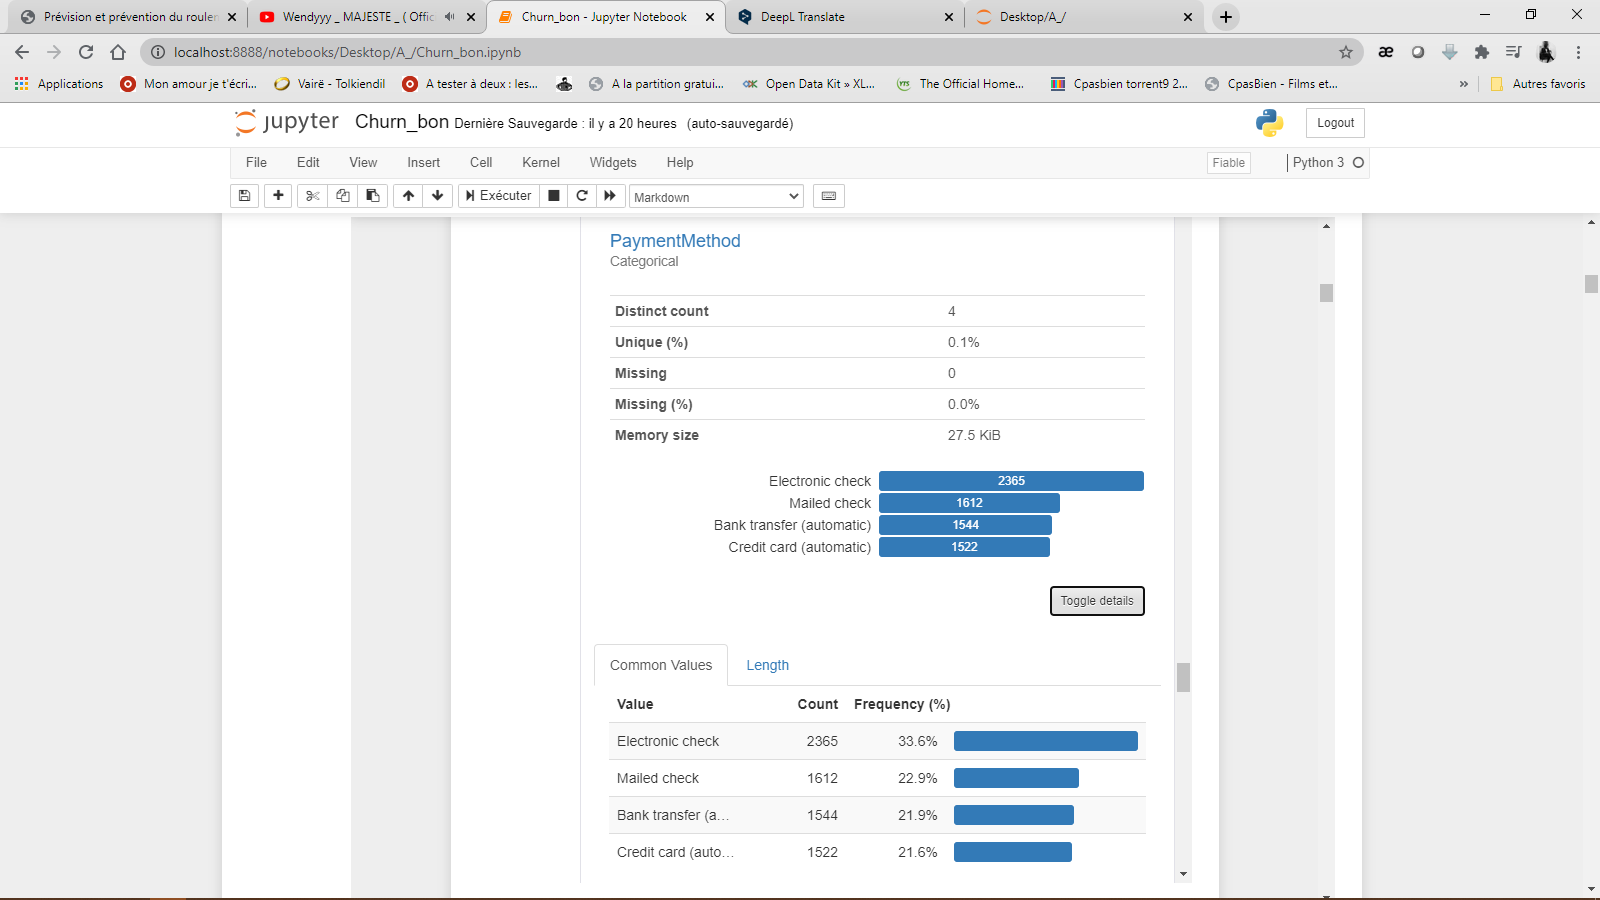 Prévision et prévention du rouler
Wendyyy _ MAJESTE _ ( Offic
Churn_bon - Jupyter Notebook
DeepL Translate
Desktop/A_/
localhost:8888/notebooks/Desktop/A_/Churn_bon.ipynb
Applications
Mon amour je t'écri...
Vairë - Tolkiendil
A tester à deux : les...
A la partition gratui...
Open Data Kit » XL...
The Official Home...
Cpasbien torrent9 2...
CpasBien - Films et...
»
Autres favoris
jupyter Churn_bon Dernière Sauvegarde : il y a 20 heures (auto-sauvegardé)
Logout
File Edit View Insert Cell Kernel Widgets Help
Fiable
Python 3
Exécuter
Markdown
PaymentMethod
Categorical
Distinct count 4
Unique (%) 0.1%
Missing 0
Missing (%) 0.0%
Memory size 27.5 KiB
Electronic check 2365
Mailed check 1612
Bank transfer (automatic) 1544
Credit card (automatic) 1522
Toggle details
Common Values Length
Value Count Frequency (%)
Electronic check 2365 33.6%
Mailed check 1612 22.9%
Bank transfer (a... 1544 21.9%
Credit card (auto... 1522 21.6%